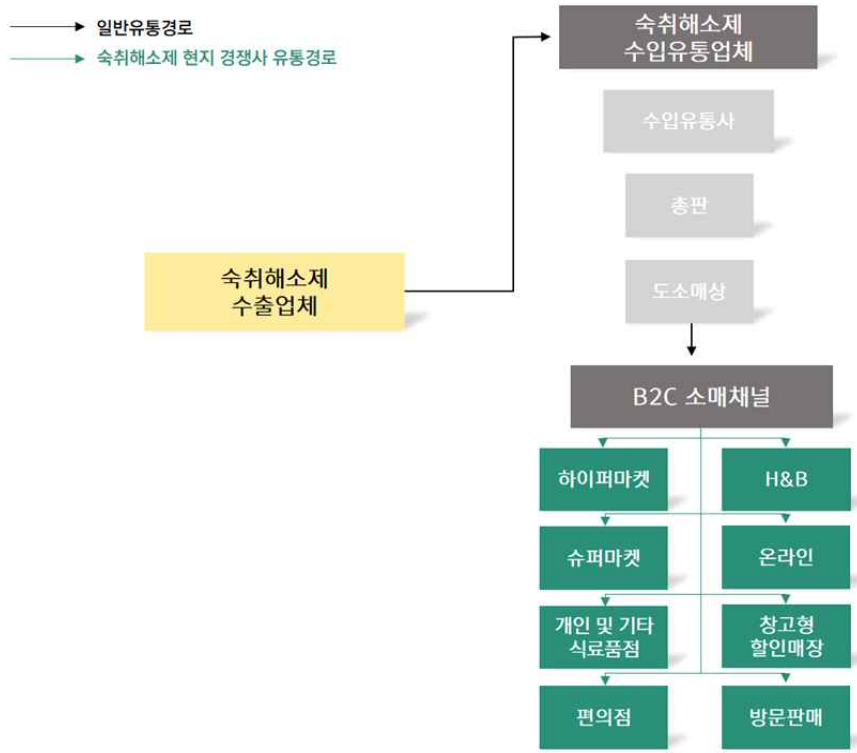 일반유통경로
숙취해소제 현지 경쟁사 유통경로
숙취해소제
수입유통업체
수입유통사
총판
숙취해소제
수출업체
도소매상
B2C 소매채널
하이퍼마켓
H&B
슈퍼마켓
온라인
개인 및 기타
식료품점
창고형
할인매장
편의점
방문판매